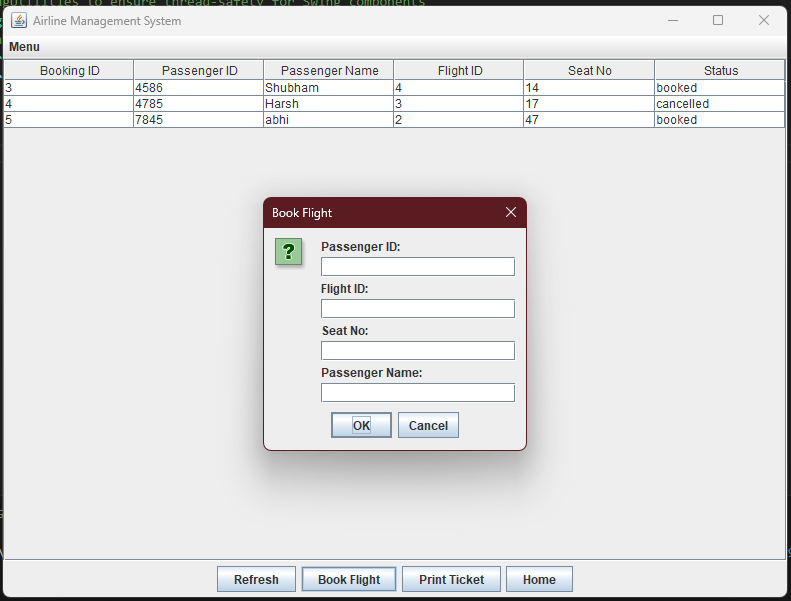 agUtilities to ensure thread-safety for Swing components
Airline Management System
Menu
Booking ID Passenger ID Passenger Name Flight ID Seat No Status
3 4586 Shubham 4 14 booked
4 4785 Harsh 3 17 cancelled
5 7845 abhi 2 47 booked
Book Flight
?
Passenger ID:
Flight ID:
Seat No:
Passenger Name:
OK Cancel
Refresh Book Flight Print Ticket Home